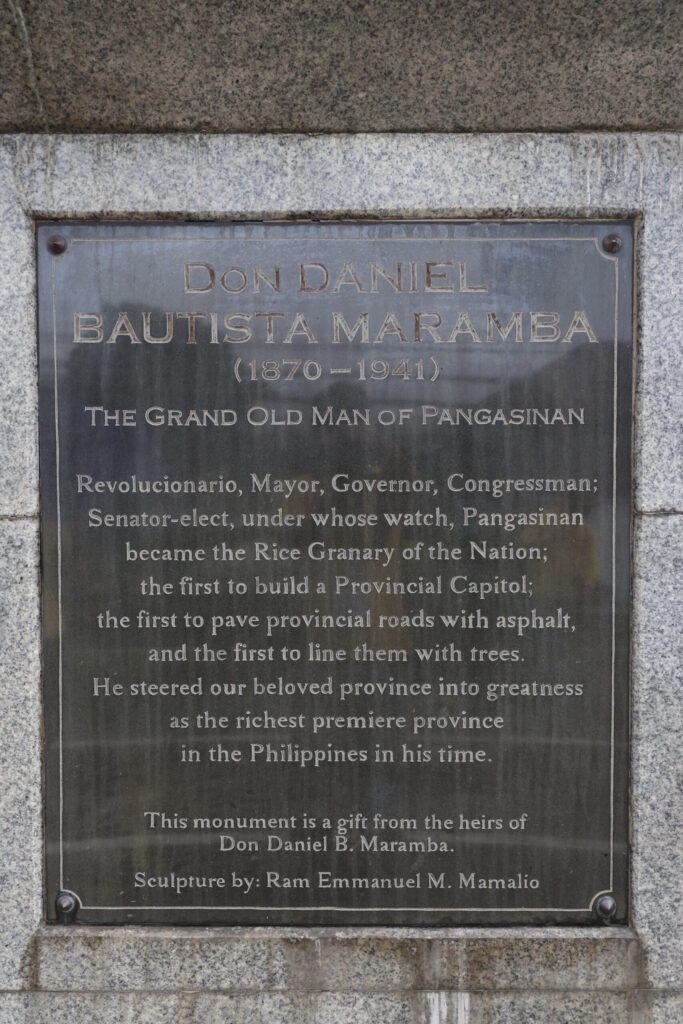 DON DANIEL
BAUTISTA MARAMBA
(1870 – 1941)
THE GRAND OLD MAN OF PANGASINAN
Revolucionario, Mayor, Governor, Congressman;
Senator-elect, under whose watch, Pangasinan
became the Rice Granary of the Nation;
the first to build a Provincial Capitol;
the first to pave provincial roads with asphalt,
and the first to line them with trees.
He steered our beloved province into greatness
as the richest premiere province
in the Philippines in his time.
This monument is a gift from the heirs of
Don Daniel B. Maramba.
Sculpture by: Ram Emmanuel M. Mamalio